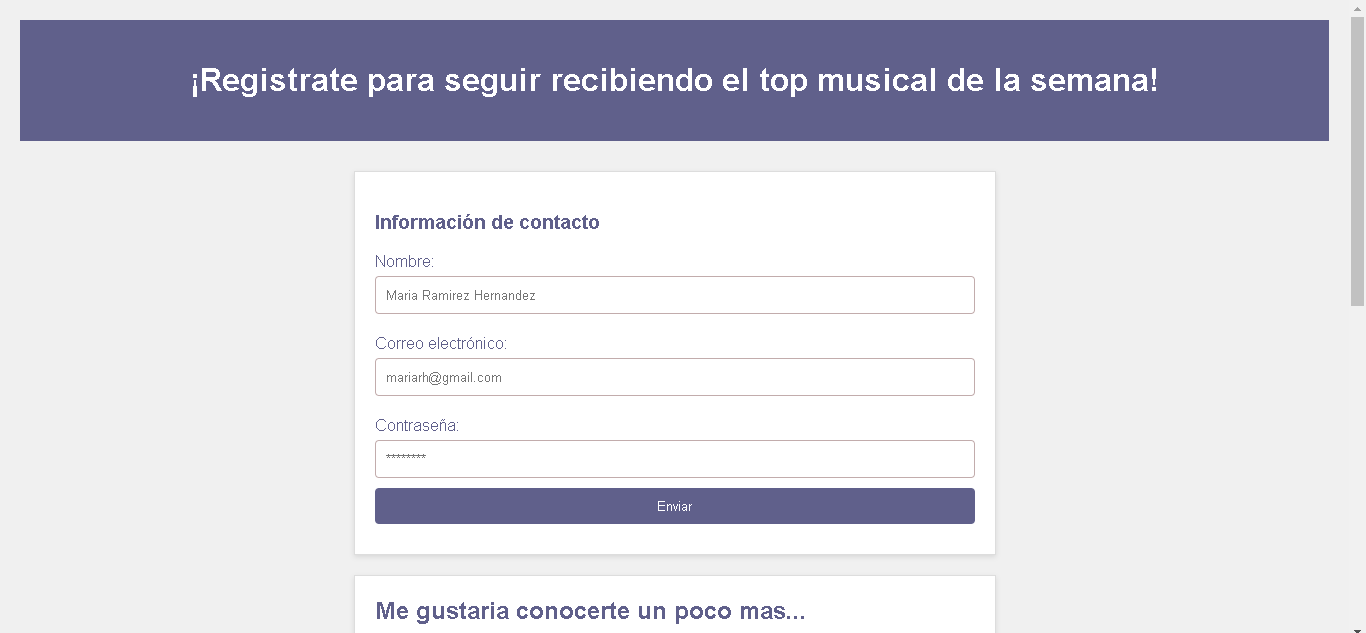 ¡Registrate para seguir recibiendo el top musical de la semana!
Información de contacto
Nombre:
Maria Ramirez Hernandez
Correo electrónico:
mariarh@gmail.com
Contraseña:
********
Enviar
Me gustaria conocerte un poco mas...